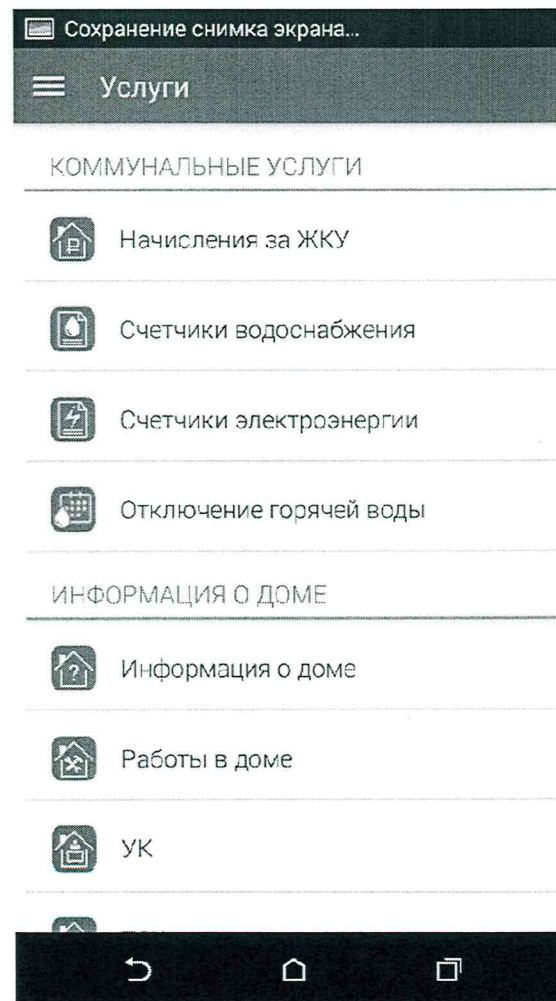 Сохранение снимка экрана...
Услуги
КОММУНАЛЬНЫЕ УСЛУГИ
Начисления за ЖКУ
Счетчики водоснабжения
Счетчики электроэнергии
Отключение горячей воды
ИНФОРМАЦИЯ О ДОМЕ
Информация о доме
Работы в доме
УК